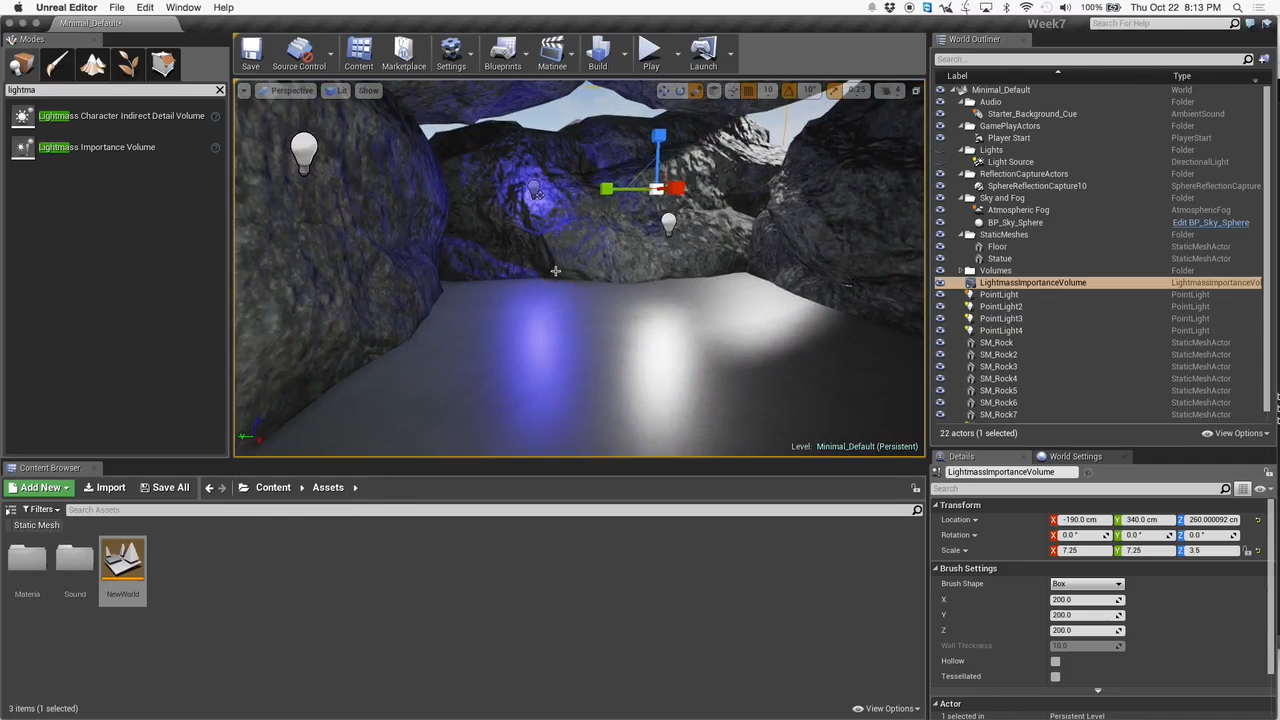 Unreal Editor File Edit Window Help
100% Thu Oct 22 8:13 PM
Minimal_Default*
Week7
Search For Help
Modes
lightma
Lightmass Character Indirect Detail Volume
Lightmass Importance Volume
Save
Source Control
Content
Marketplace
Settings
Blueprints
Matinee
Build
Play
Launch
Perspective Lit Show
10 10° 0.25 4
Level: Minimal_Default (Persistent)
World Outliner
Search...
Label Type
Minimal_Default World
Audio Folder
Starter_Background_Cue AmbientSound
GamePlayActors Folder
Player Start PlayerStart
Lights Folder
Light Source DirectionalLight
ReflectionCaptureActors Folder
SphereReflectionCapture10 SphereReflectionCapture
Sky and Fog Folder
Atmospheric Fog AtmosphericFog
BP_Sky_Sphere Edit BP_Sky_Sphere
StaticMeshes Folder
Floor StaticMeshActor
Statue StaticMeshActor
Volumes Folder
LightmassImportanceVolume LightmassImportanceVol
PointLight PointLight
PointLight2 PointLight
PointLight3 PointLight
PointLight4 PointLight
SM_Rock StaticMeshActor
SM_Rock2 StaticMeshActor
SM_Rock3 StaticMeshActor
SM_Rock4 StaticMeshActor
SM_Rock5 StaticMeshActor
SM_Rock6 StaticMeshActor
SM_Rock7 StaticMeshActor
22 actors (1 selected) View Options
Details World Settings
LightmassImportanceVolume
Search
Transform
Location X -190.0 cm Y 340.0 cm Z 260.000092 cm
Rotation X 0.0 ° Y 0.0 ° Z 0.0 °
Scale X 7.25 Y 7.25 Z 3.5
Brush Settings
Brush Shape Box
X 200.0
Y 200.0
Z 200.0
Wall Thickness 10.0
Hollow
Tessellated
Actor
1 selected in Persistent Level
Content Browser
Add New Import Save All Content Assets
Filters Search Assets
Static Mesh
Materia Sound NewWorld
3 items (1 selected) View Options